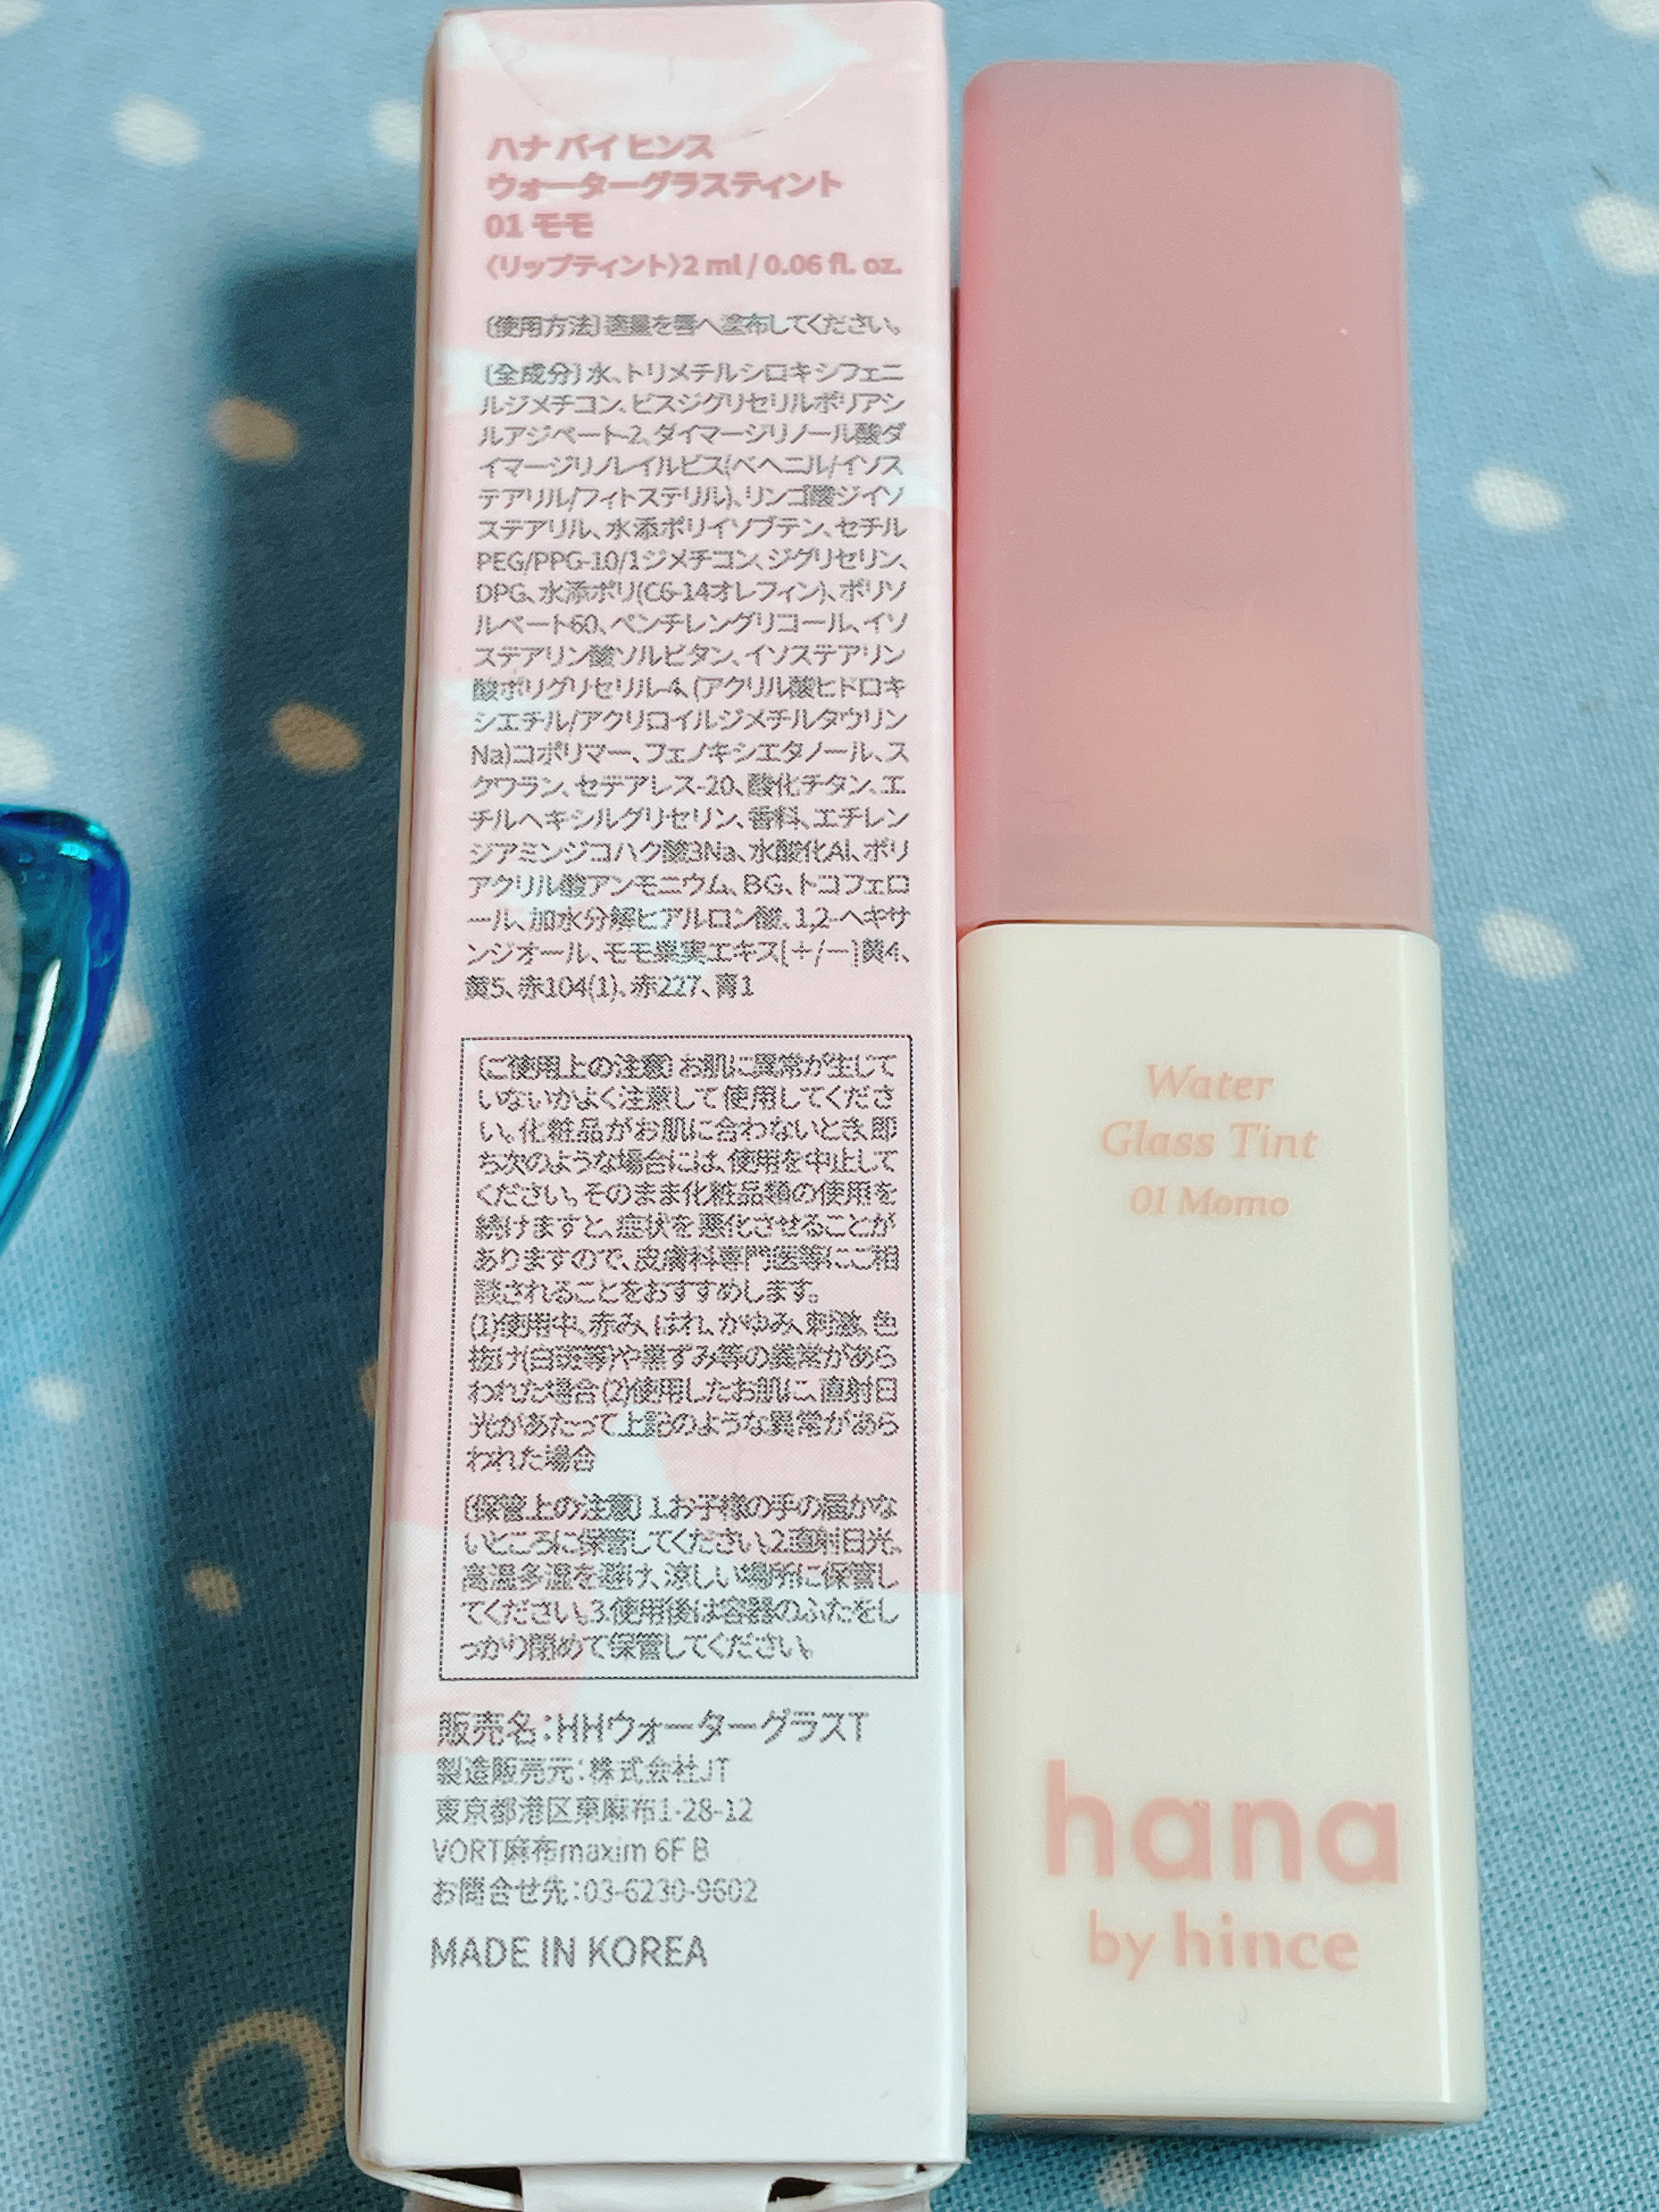 ハナ バイ ヒンス
ウォーターグラスティント
01 モモ
〈リップティント〉2 ml / 0.06 fl. oz.
〔使用方法〕適量を唇へ塗布してください。
〔全成分〕水、トリメチルシロキシフェニ
ルジメチコン、ビスジグリセリルポリアシ
ルアジペート-2、ダイマージリノール酸ダ
イマージリノレイルビス(ベヘニル/イソス
テアリル/フィトステリル)、リンゴ酸ジイソ
ステアリル、水添ポリイソブテン、セチル
PEG/PPG-10/1ジメチコン、ジグリセリン、
DPG、水添ポリ(C6-14オレフィン)、ポリソ
ルベート60、ペンチレングリコール、イソ
ステアリン酸ソルビタン、イソステアリン
酸ポリグリセリル-4、(アクリル酸ヒドロキ
シエチル/アクリロイルジメチルタウリン
Na)コポリマー、フェノキシエタノール、ス
クワラン、セテアレス-20、酸化チタン、エ
チルヘキシルグリセリン、香料、エチレン
ジアミンジコハク酸3Na、水酸化Al、ポリ
アクリル酸アンモニウム、BG、トコフェロ
ール、加水分解ヒアルロン酸、1,2-ヘキサ
ンジオール、モモ果実エキス[＋/－]黄4、
黄5、赤104(1)、赤227、青1
〔ご使用上の注意〕お肌に異常が生じて
いないかよく注意して使用してくださ
い。化粧品がお肌に合わないとき、即
ち次のような場合には、使用を中止して
ください。そのまま化粧品類の使用を
続けますと、症状を悪化させることが
ありますので、皮膚科専門医等にご相
談されることをおすすめします。
(1)使用中、赤み、はれ、かゆみ、刺激、色
抜け(白斑等)や黒ずみ等の異常があら
われた場合(2)使用したお肌に、直射日
光があたって上記のような異常があら
われた場合
〔保管上の注意〕1.お子様の手の届かな
いところに保管してください。2.直射日光、
高温多湿を避け、涼しい場所に保管し
てください。3.使用後は容器のふたをし
っかり閉めて保管してください。
販売名：HHウォーターグラスT
製造販売元：株式会社JT
東京都港区東麻布1-28-12
VORT麻布maxim 6F B
お問合せ先：03-6230-9602
MADE IN KOREA
Water
Glass Tint
01 Momo
hana
by hince